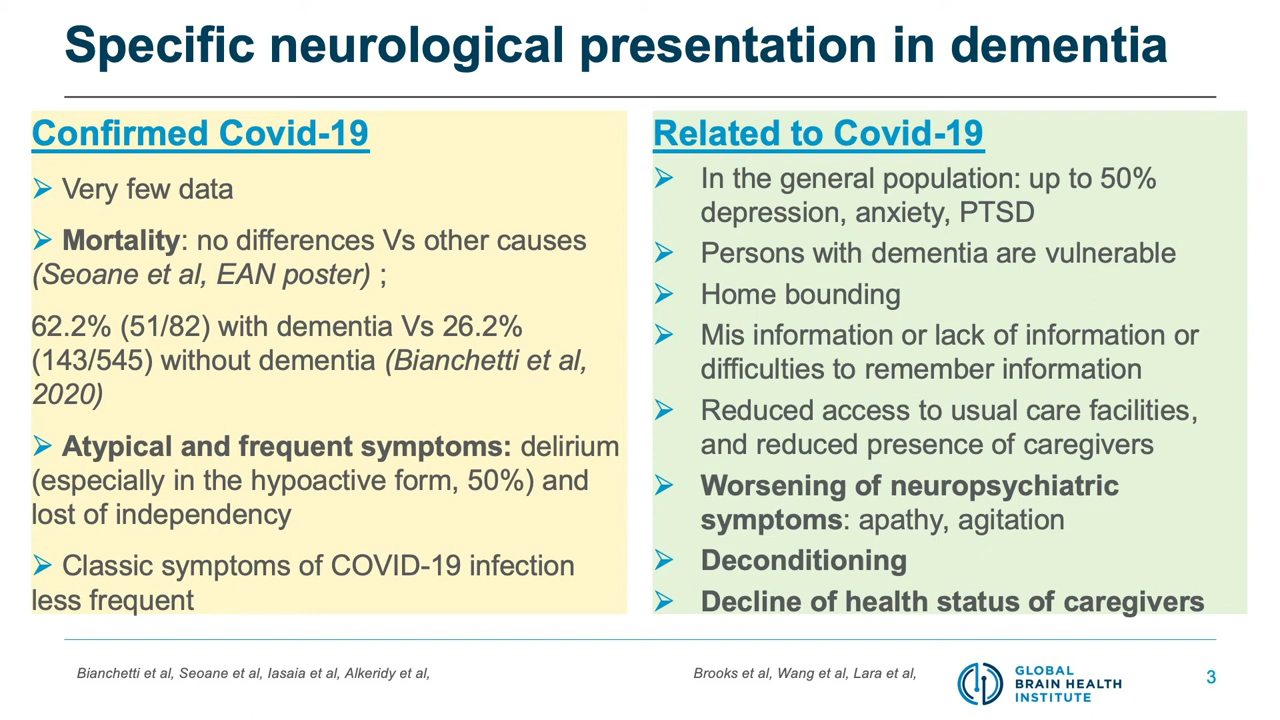 Specific neurological presentation in dementia
Confirmed Covid-19
➢ Very few data
➢ Mortality: no differences Vs other causes
(Seoane et al, EAN poster) ;
62.2% (51/82) with dementia Vs 26.2%
(143/545) without dementia (Bianchetti et al,
2020)
➢ Atypical and frequent symptoms: delirium
(especially in the hypoactive form, 50%) and
lost of independency
➢ Classic symptoms of COVID-19 infection
less frequent
Related to Covid-19
➢ In the general population: up to 50%
depression, anxiety, PTSD
➢ Persons with dementia are vulnerable
➢ Home bounding
➢ Mis information or lack of information or
difficulties to remember information
➢ Reduced access to usual care facilities,
and reduced presence of caregivers
➢ Worsening of neuropsychiatric
symptoms: apathy, agitation
➢ Deconditioning
➢ Decline of health status of caregivers
Bianchetti et al, Seoane et al, Iasaia et al, Alkeridy et al,
Brooks et al, Wang et al, Lara et al,
GLOBAL
BRAIN HEALTH
INSTITUTE
3